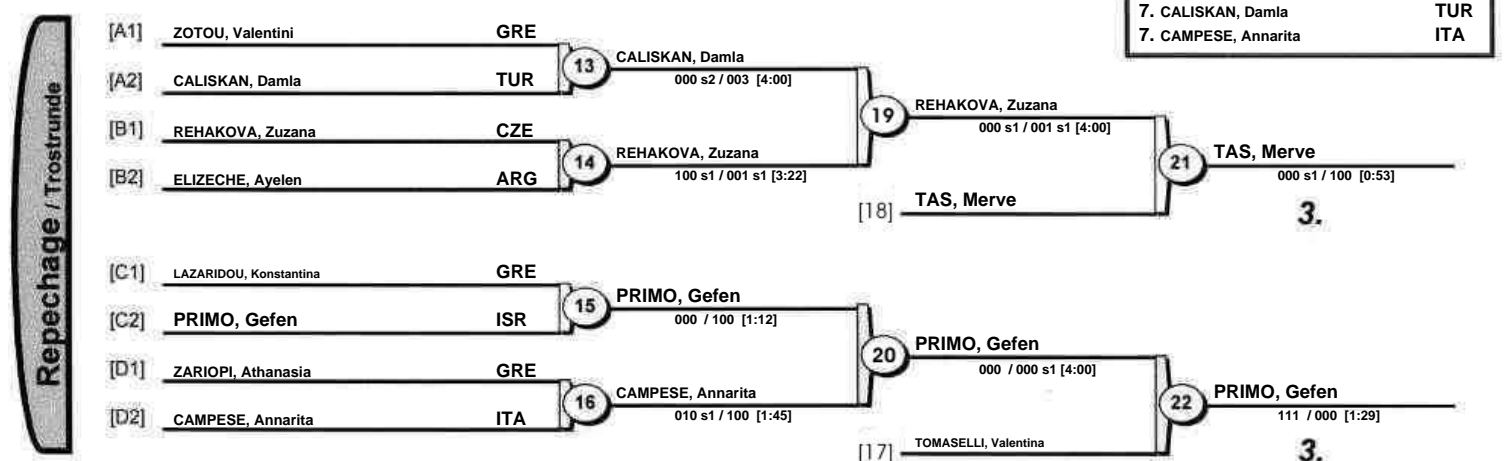 7. CALISKAN, Damla TUR
7. CAMPESE, Annarita ITA
Repechage / Trostrunde
[A1] ZOTOU, Valentini GRE
13 CALISKAN, Damla
000 s2 / 003 [4:00]
[A2] CALISKAN, Damla TUR
19 REHAKOVA, Zuzana
000 s1 / 001 s1 [4:00]
[B1] REHAKOVA, Zuzana CZE
14 REHAKOVA, Zuzana
100 s1 / 001 s1 [3:22]
[B2] ELIZECHE, Ayelen ARG
21 TAS, Merve
000 s1 / 100 [0:53]
3.
[18] TAS, Merve
[C1] LAZARIDOU, Konstantina GRE
15 PRIMO, Gefen
000 / 100 [1:12]
[C2] PRIMO, Gefen ISR
20 PRIMO, Gefen
000 / 000 s1 [4:00]
[D1] ZARIOPI, Athanasia GRE
16 CAMPESE, Annarita
010 s1 / 100 [1:45]
[D2] CAMPESE, Annarita ITA
22 PRIMO, Gefen
111 / 000 [1:29]
3.
[17] TOMASELLI, Valentina